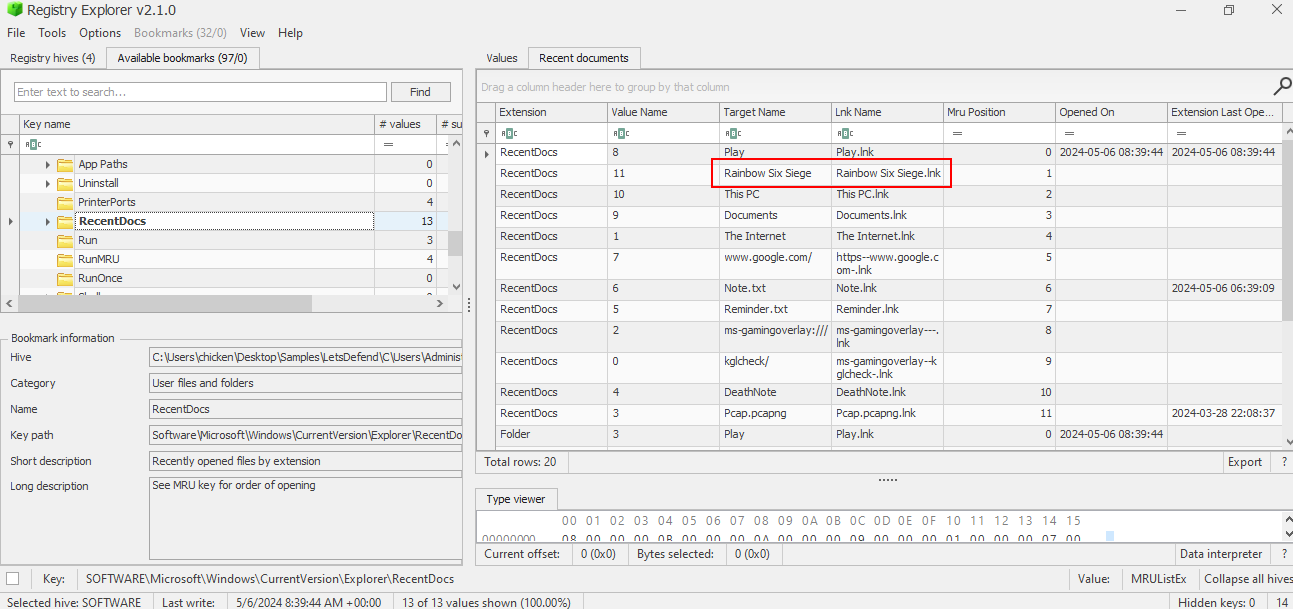 Registry Explorer v2.1.0
File Tools Options Bookmarks (32/0) View Help
Registry hives (4) Available bookmarks (97/0)
Enter text to search... Find
Key name # values # su
= =
App Paths 0
Uninstall 0
PrinterPorts 4
RecentDocs 13
Run 3
RunMRU 4
RunOnce 0
Bookmark information
Hive C:\Users\chicken\Desktop\Samples\LetsDefend\C\Users\Adminis
Category User files and folders
Name RecentDocs
Key path Software\Microsoft\Windows\CurrentVersion\Explorer\RecentDo
Short description Recently opened files by extension
Long description See MRU key for order of opening
Values Recent documents
Drag a column header here to group by that column
Extension Value Name Target Name Lnk Name Mru Position Opened On Extension Last Ope...
= = =
RecentDocs 8 Play Play.lnk 0 2024-05-06 08:39:44 2024-05-06 08:39:44
RecentDocs 11 Rainbow Six Siege Rainbow Six Siege.lnk 1
RecentDocs 10 This PC This PC.lnk 2
RecentDocs 9 Documents Documents.lnk 3
RecentDocs 1 The Internet The Internet.lnk 4
RecentDocs 7 www.google.com/ https--www.google.c 5
om-.lnk
RecentDocs 6 Note.txt Note.lnk 6 2024-05-06 06:39:09
RecentDocs 5 Reminder.txt Reminder.lnk 7
RecentDocs 2 ms-gamingoverlay:/// ms-gamingoverlay---. 8
lnk
RecentDocs 0 kglcheck/ ms-gamingoverlay--k 9
glcheck-.lnk
RecentDocs 4 DeathNote DeathNote.lnk 10
RecentDocs 3 Pcap.pcapng Pcap.pcapng.lnk 11 2024-03-28 22:08:37
Folder 3 Play Play.lnk 0 2024-05-06 08:39:44
Total rows: 20 Export ?
Type viewer
00 01 02 03 04 05 06 07 08 09 0A 0B 0C 0D 0E 0F 10 11 12 13 14 15
00000000 08 00 00 00 0B 00 00 00 0A 00 00 00 09 00 00 00 01 00 00 00 07 00
Current offset: 0 (0x0) Bytes selected: 0 (0x0) Data interpreter ?
Key: SOFTWARE\Microsoft\Windows\CurrentVersion\Explorer\RecentDocs Value: MRUListEx Collapse all hives
Selected hive: SOFTWARE Last write: 5/6/2024 8:39:44 AM +00:00 13 of 13 values shown (100.00%) Hidden keys: 0 14